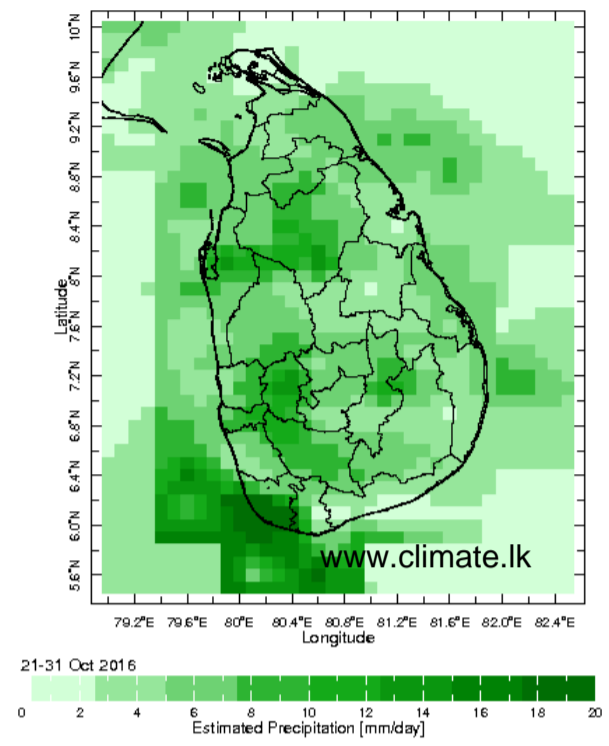 10°N
9.6°N
9.2°N
8.8°N
8.4°N
8°N
7.6°N
7.2°N
6.8°N
6.4°N
6.0°N
5.6°N
Latitude
www.climate.lk
79.2°E 79.6°E 80°E 80.4°E 80.8°E 81.2°E 81.6°E 82.0°E 82.4°E
Longitude
21-31 Oct 2016
0 2 4 6 8 10 12 14 16 18 20
Estimated Precipitation [mm/day]